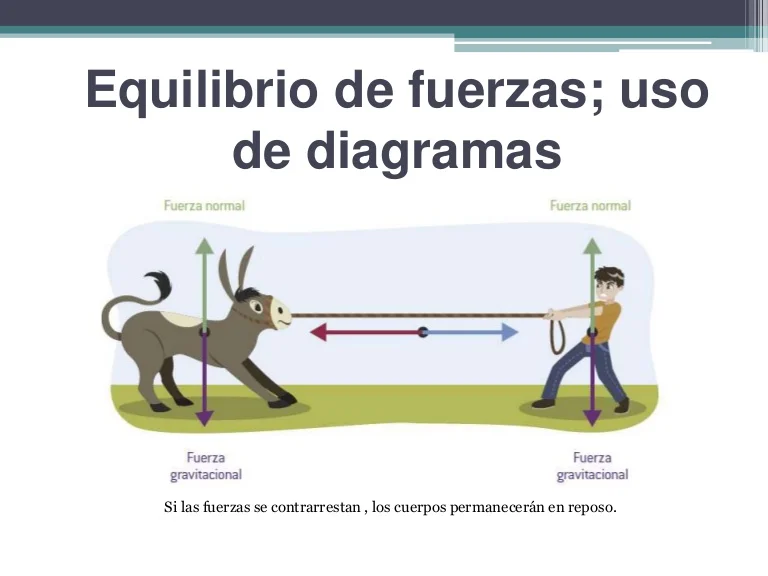 Equilibrio de fuerzas; uso
de diagramas
Fuerza normal
Fuerza normal
Fuerza
gravitacional
Fuerza
gravitacional
Si las fuerzas se contrarrestan , los cuerpos permanecerán en reposo.